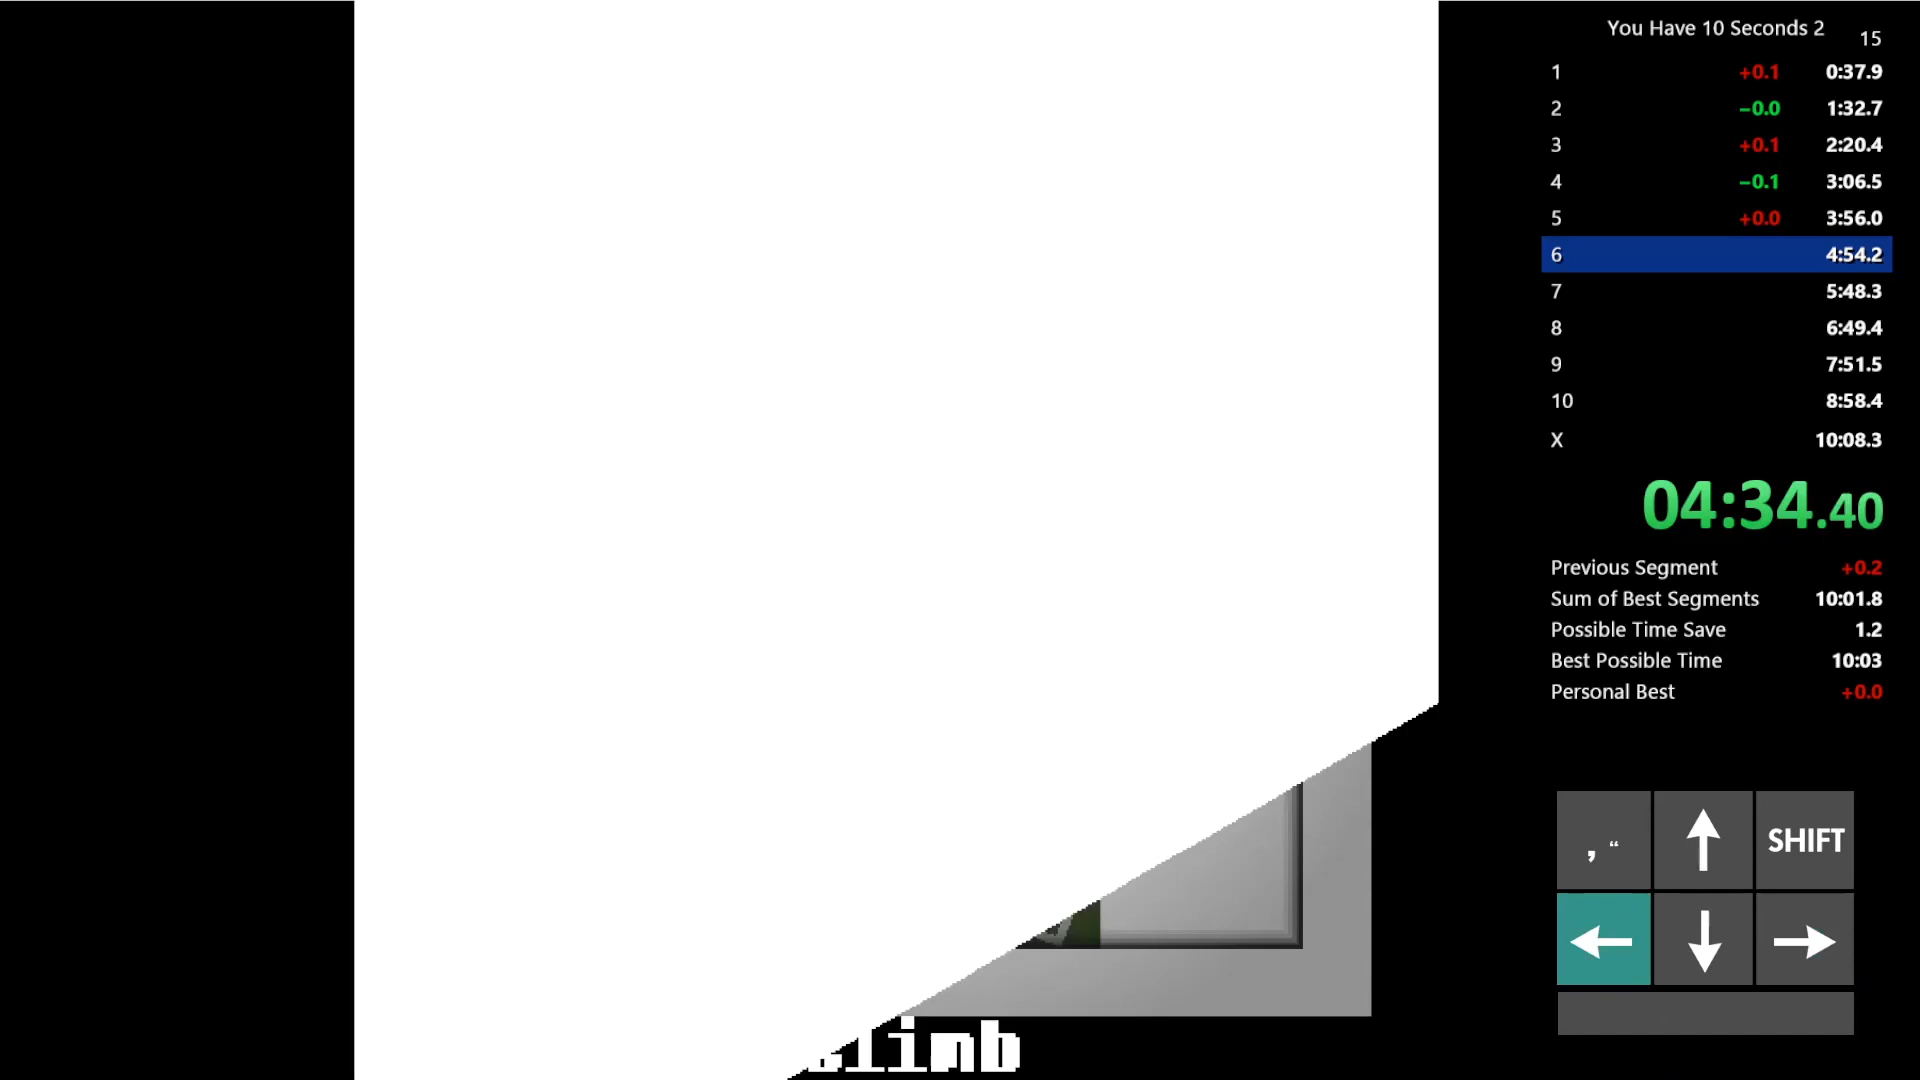 You Have 10 Seconds 2
15
1 +0.1 0:37.9
2 −0.0 1:32.7
3 +0.1 2:20.4
4 −0.1 3:06.5
5 +0.0 3:56.0
6 4:54.2
7 5:48.3
8 6:49.4
9 7:51.5
10 8:58.4
X 10:08.3
04:34.40
Previous Segment +0.2
Sum of Best Segments 10:01.8
Possible Time Save 1.2
Best Possible Time 10:03
Personal Best +0.0
, “
SHIFT